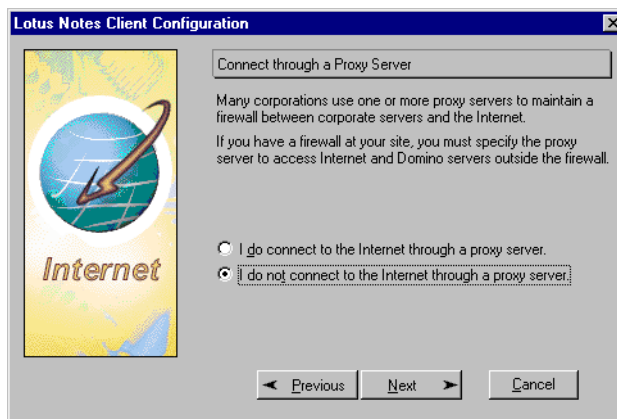 Lotus Notes Client Configuration
Connect through a Proxy Server
Many corporations use one or more proxy servers to maintain a
firewall between corporate servers and the Internet.
If you have a firewall at your site, you must specify the proxy
server to access Internet and Domino servers outside the firewall.
I do connect to the Internet through a proxy server.
I do not connect to the Internet through a proxy server.
Internet
Previous
Next
Cancel